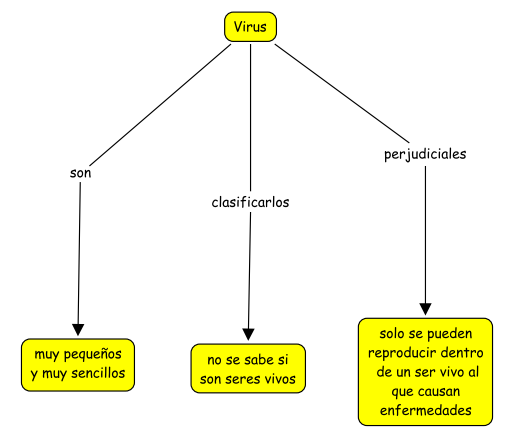 Virus
son
clasificarlos
perjudiciales
muy pequeños
y muy sencillos
no se sabe si
son seres vivos
solo se pueden
reproducir dentro
de un ser vivo al
que causan
enfermedades